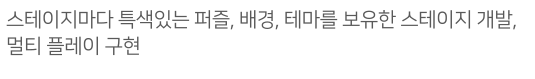 스테이지마다 특색있는 퍼즐, 배경, 테마를 보유한 스테이지 개발,
멀티 플레이 구현